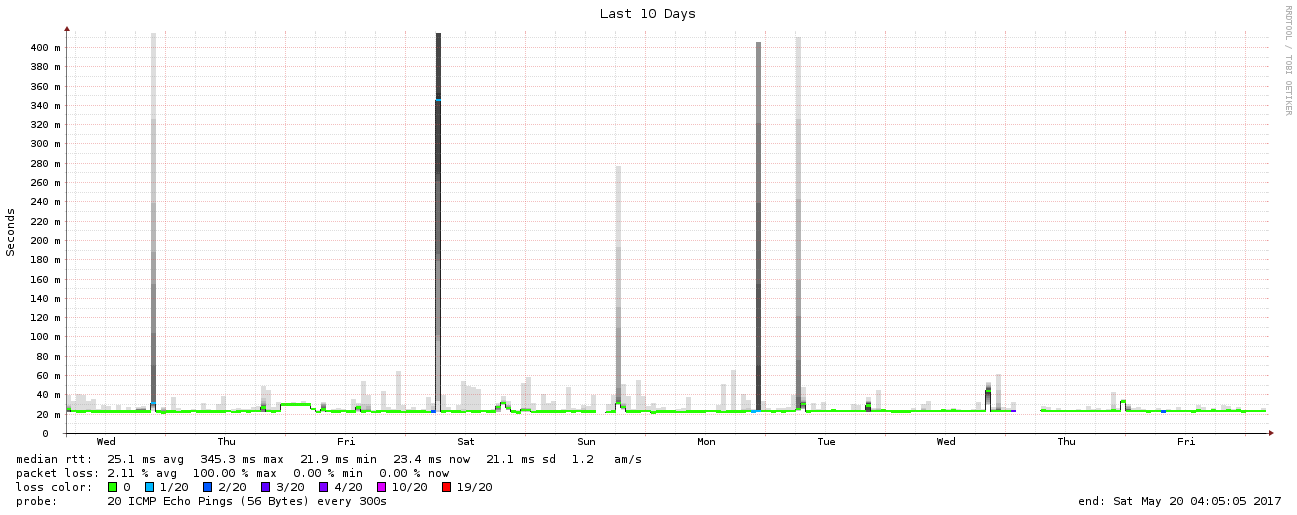 Last 10 Days
RRDTOOL / TOBI OETIKER
Seconds
400 m
380 m
360 m
340 m
320 m
300 m
280 m
260 m
240 m
220 m
200 m
180 m
160 m
140 m
120 m
100 m
80 m
60 m
40 m
20 m
0
Wed Thu Fri Sat Sun Mon Tue Wed Thu Fri
median rtt: 25.1 ms avg 345.3 ms max 21.9 ms min 23.4 ms now 21.1 ms sd 1.2 am/s
packet loss: 2.11 % avg 100.00 % max 0.00 % min 0.00 % now
loss color: 0 1/20 2/20 3/20 4/20 10/20 19/20
probe: 20 ICMP Echo Pings (56 Bytes) every 300s end: Sat May 20 04:05:05 2017